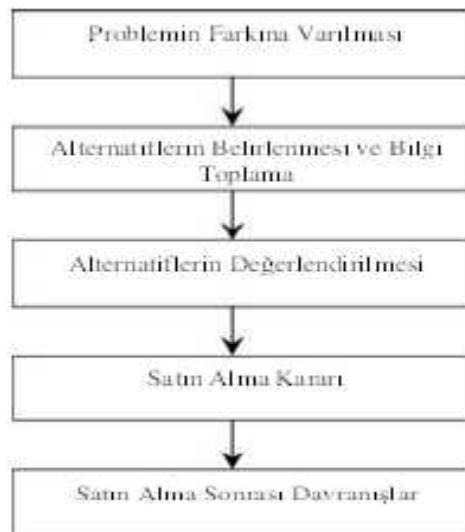 Problemin Farkına Varılması
Alternatiflerin Belirlenmesi ve Bilgi
Toplama
Alternatiflerin Değerlendirilmesi
Satın Alma Kararı
Satın Alma Sonrası Davranışlar